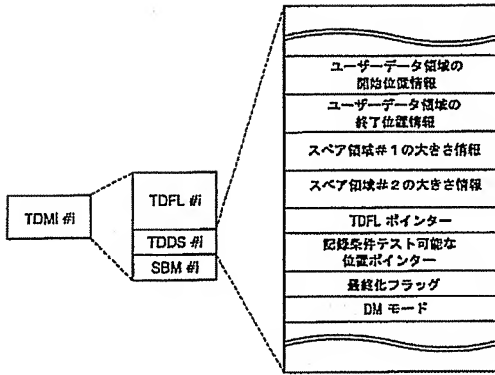 TDMI #i
TDFL #i
TDDS #i
SBM #i
ユーザーデータ領域の
開始位置情報
ユーザーデータ領域の
終了位置情報
スペア領域#1の大きさ情報
スペア領域#2の大きさ情報
TDFL ポインター
記録条件テスト可能な
位置ポインター
最終化フラッグ
DM モード